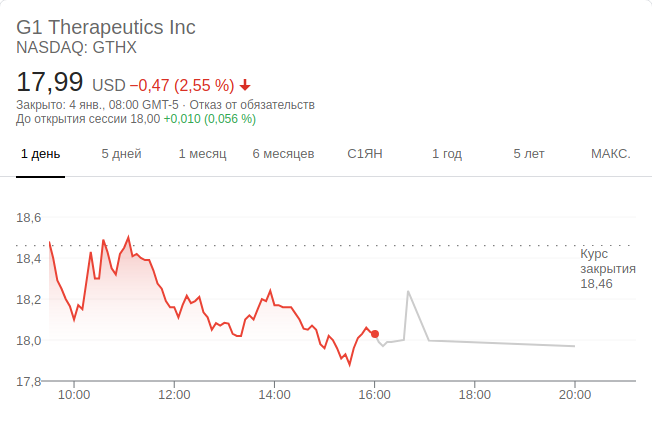 G1 Therapeutics Inc
NASDAQ: GTHX
17,99 USD −0,47 (2,55 %)
Закрыто: 4 янв., 08:00 GMT-5 · Отказ от обязательств
До открытия сессии 18,00 +0,010 (0,056 %)
1 день 5 дней 1 месяц 6 месяцев С1ЯН 1 год 5 лет МАКС.
18,6
Курс
закрытия
18,46
18,4
18,2
18,0
17,8
10:00 12:00 14:00 16:00 18:00 20:00